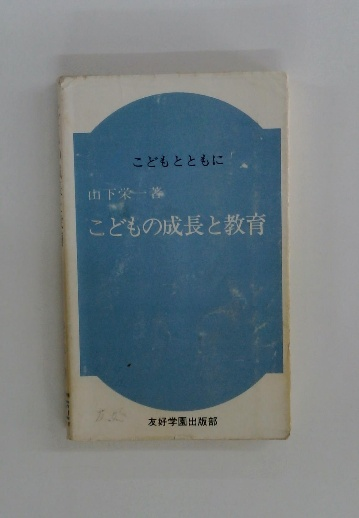 こどもとともに
山下栄一著
こどもの成長と教育
友好学園出版部